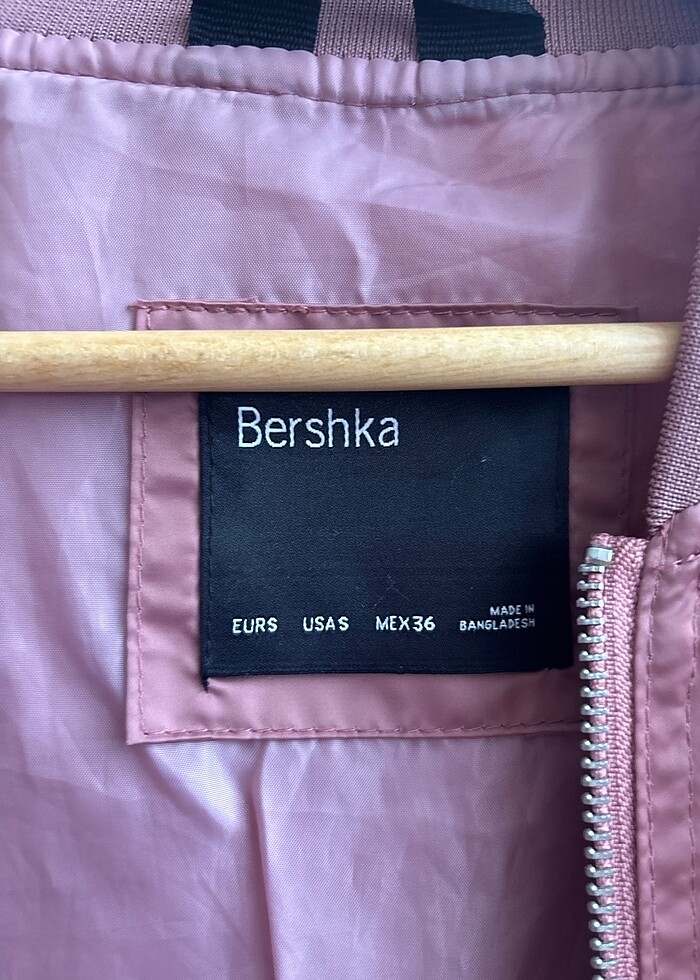 Bershka
EUR S USA S MEX 36 MADE IN
BANGLADESH